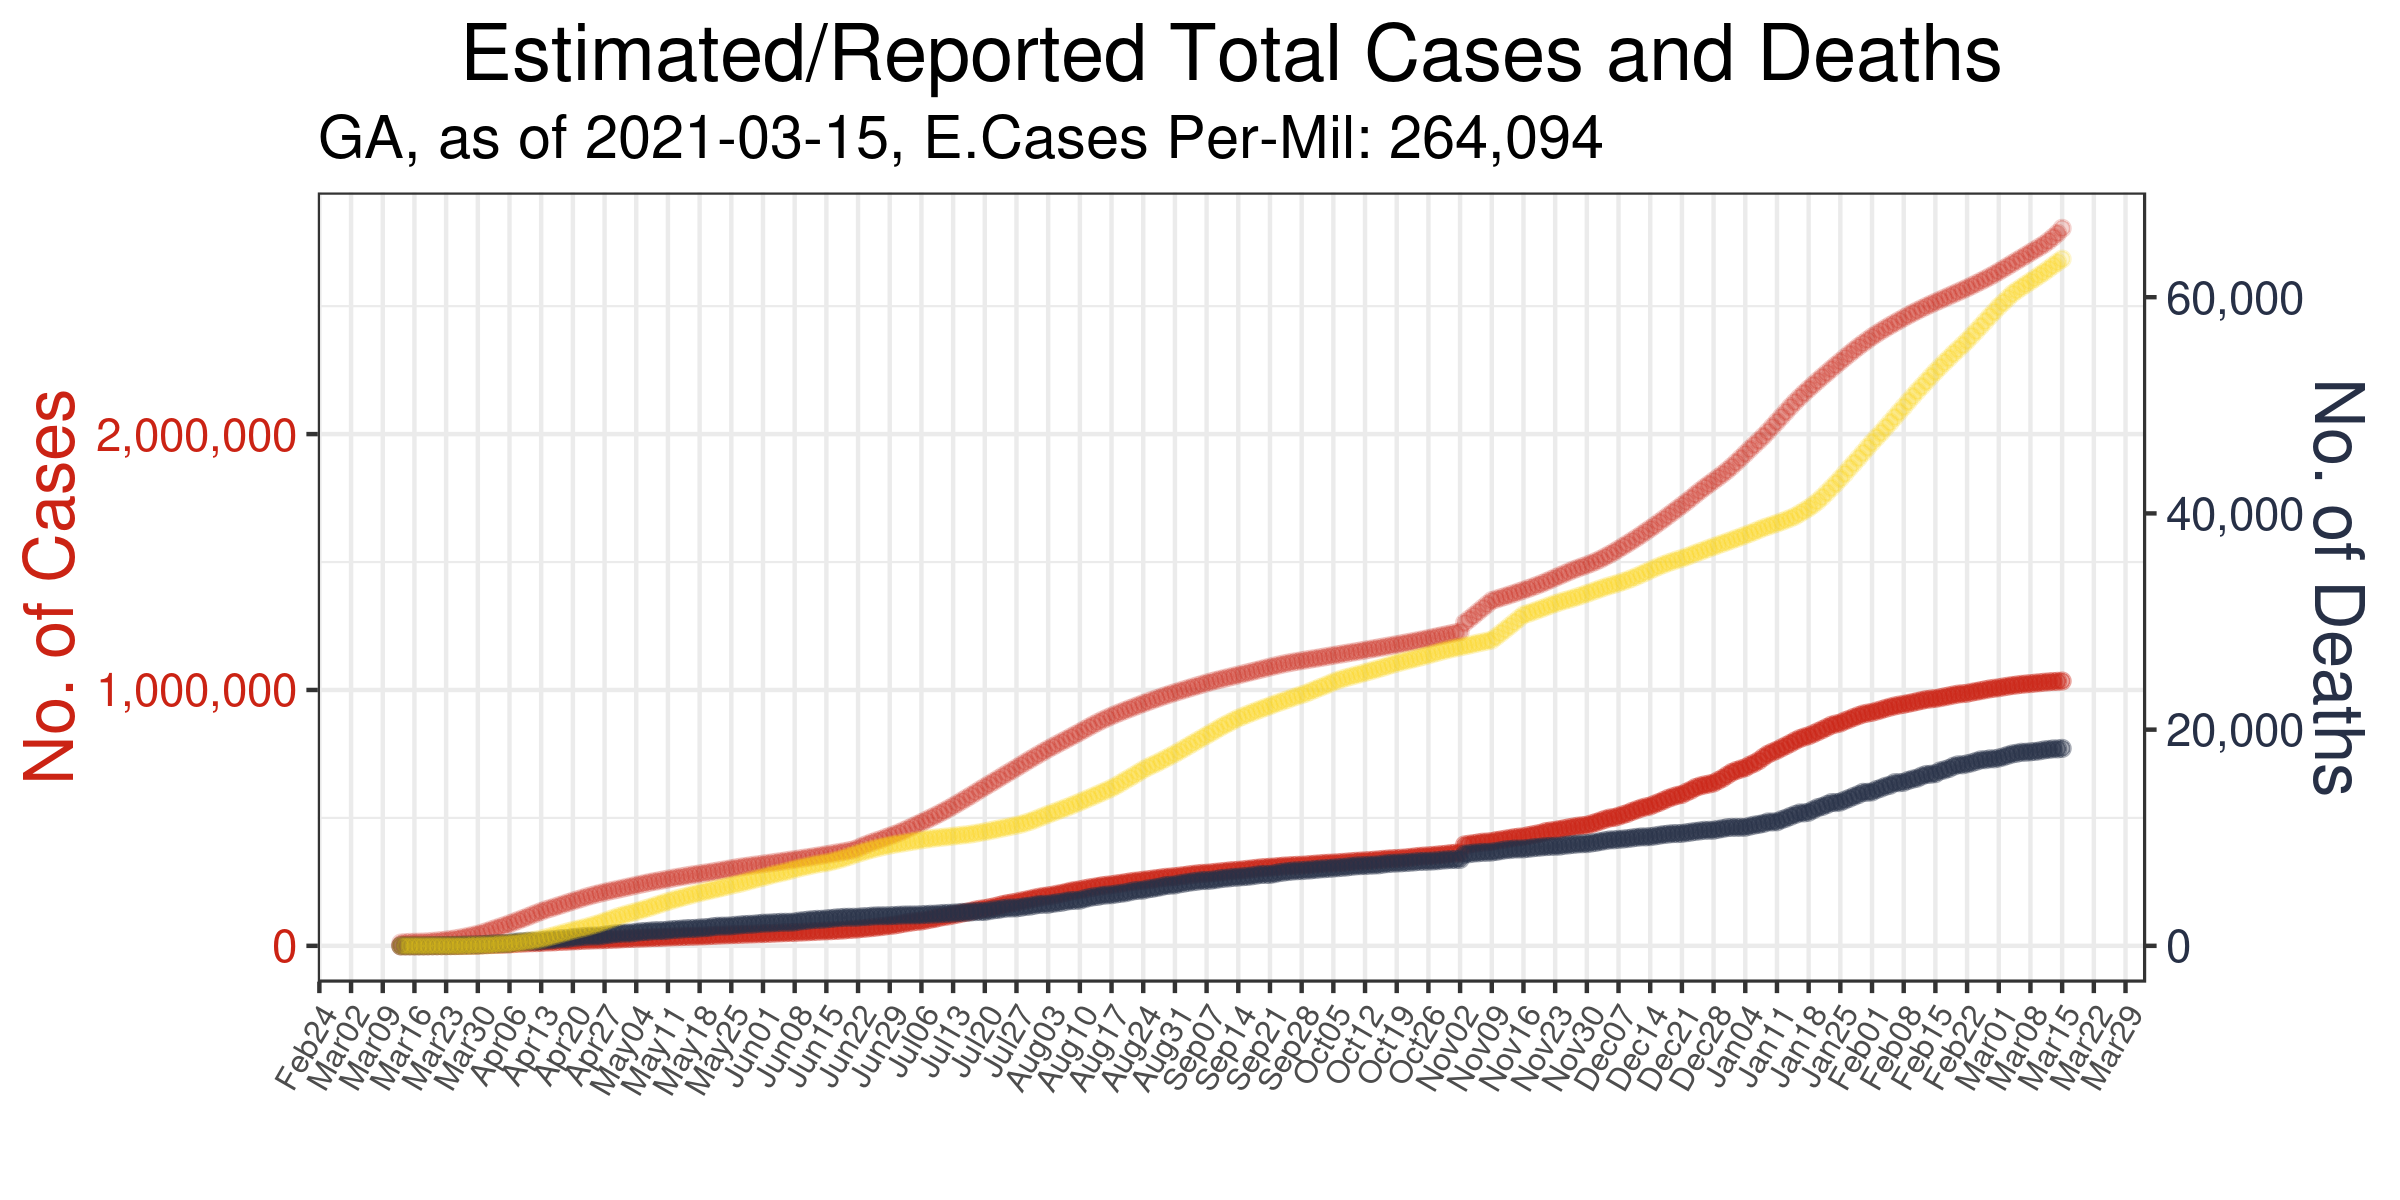 Estimated/Reported Total Cases and Deaths
GA, as of 2021-03-15, E.Cases Per-Mil: 264,094
No. of Cases
2,000,000
1,000,000
0
60,000
40,000
20,000
0
No. of Deaths
Feb24
Mar02
Mar09
Mar16
Mar23
Mar30
Apr06
Apr13
Apr20
Apr27
May04
May11
May18
May25
Jun01
Jun08
Jun15
Jun22
Jun29
Jul06
Jul13
Jul20
Jul27
Aug03
Aug10
Aug17
Aug24
Aug31
Sep07
Sep14
Sep21
Sep28
Oct05
Oct12
Oct19
Oct26
Nov02
Nov09
Nov16
Nov23
Nov30
Dec07
Dec14
Dec21
Dec28
Jan04
Jan11
Jan18
Jan25
Feb01
Feb08
Feb15
Feb22
Mar01
Mar08
Mar15
Mar22
Mar29